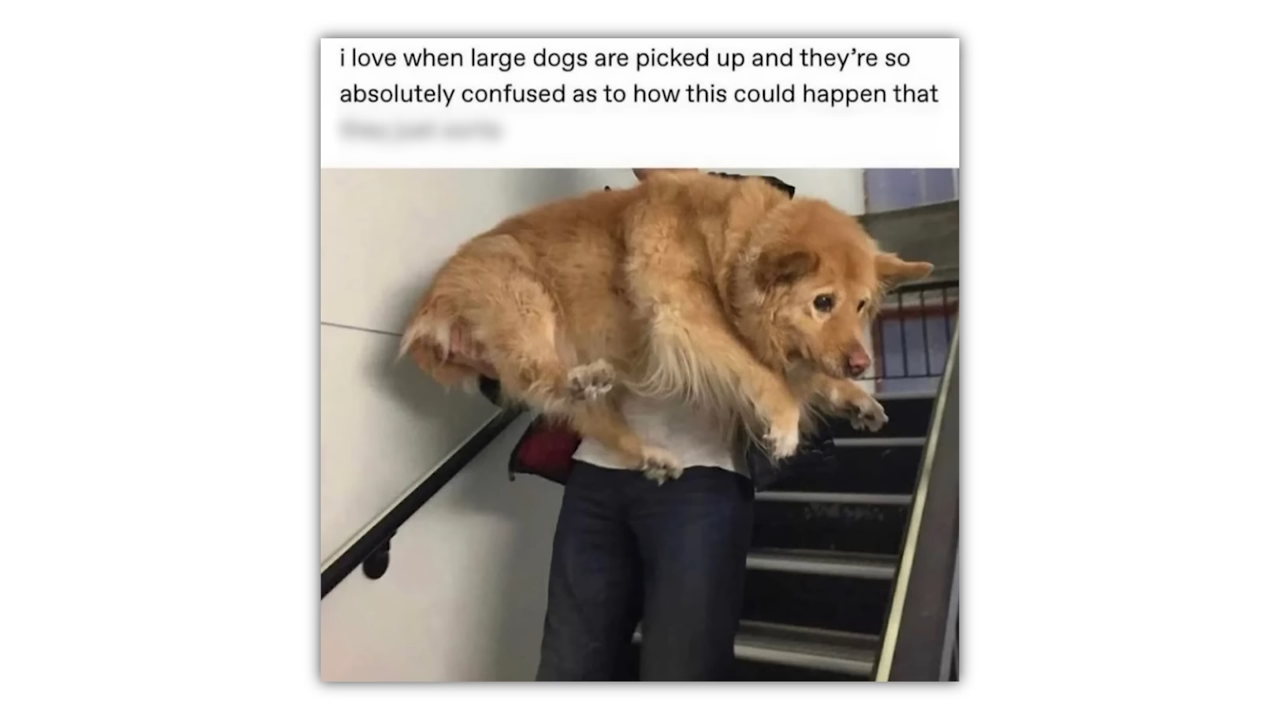 i love when large dogs are picked up and they’re so
absolutely confused as to how this could happen that